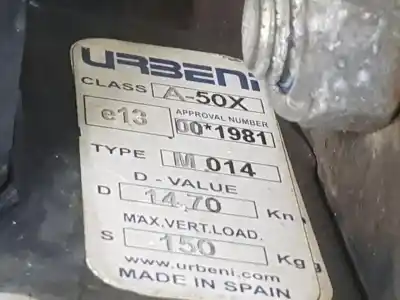 URBENi
CLASS A-50X
e13 APPROVAL NUMBER
00*1981
TYPE M 014
D - VALUE
D 14,70 Kn
MAX.VERT.LOAD.
S 150 Kg
www.urbeni.com
MADE IN SPAIN